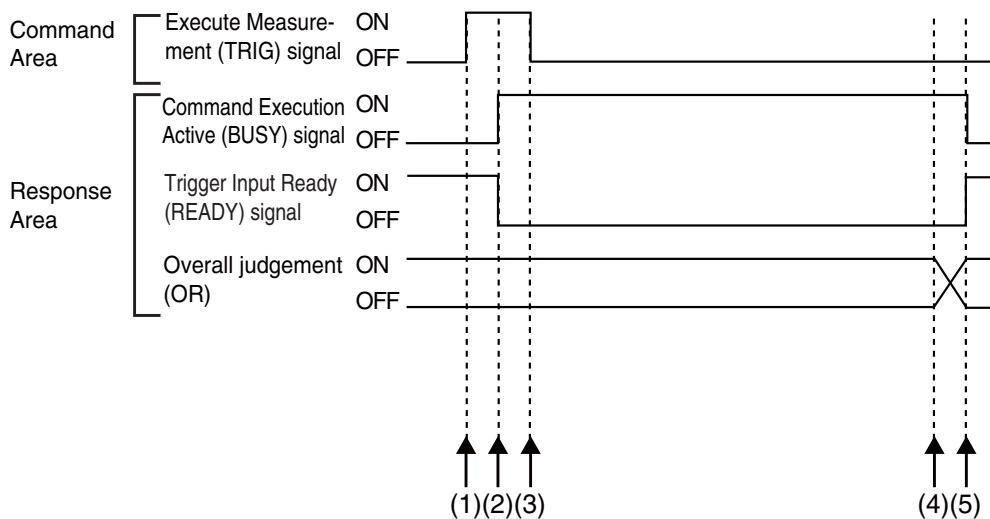 Command
Area
Execute Measure-
ment (TRIG) signal
ON
OFF
Response
Area
Command Execution
Active (BUSY) signal
ON
OFF
Trigger Input Ready
(READY) signal
ON
OFF
Overall judgement
(OR)
ON
OFF
(1)(2)(3)
(4)(5)